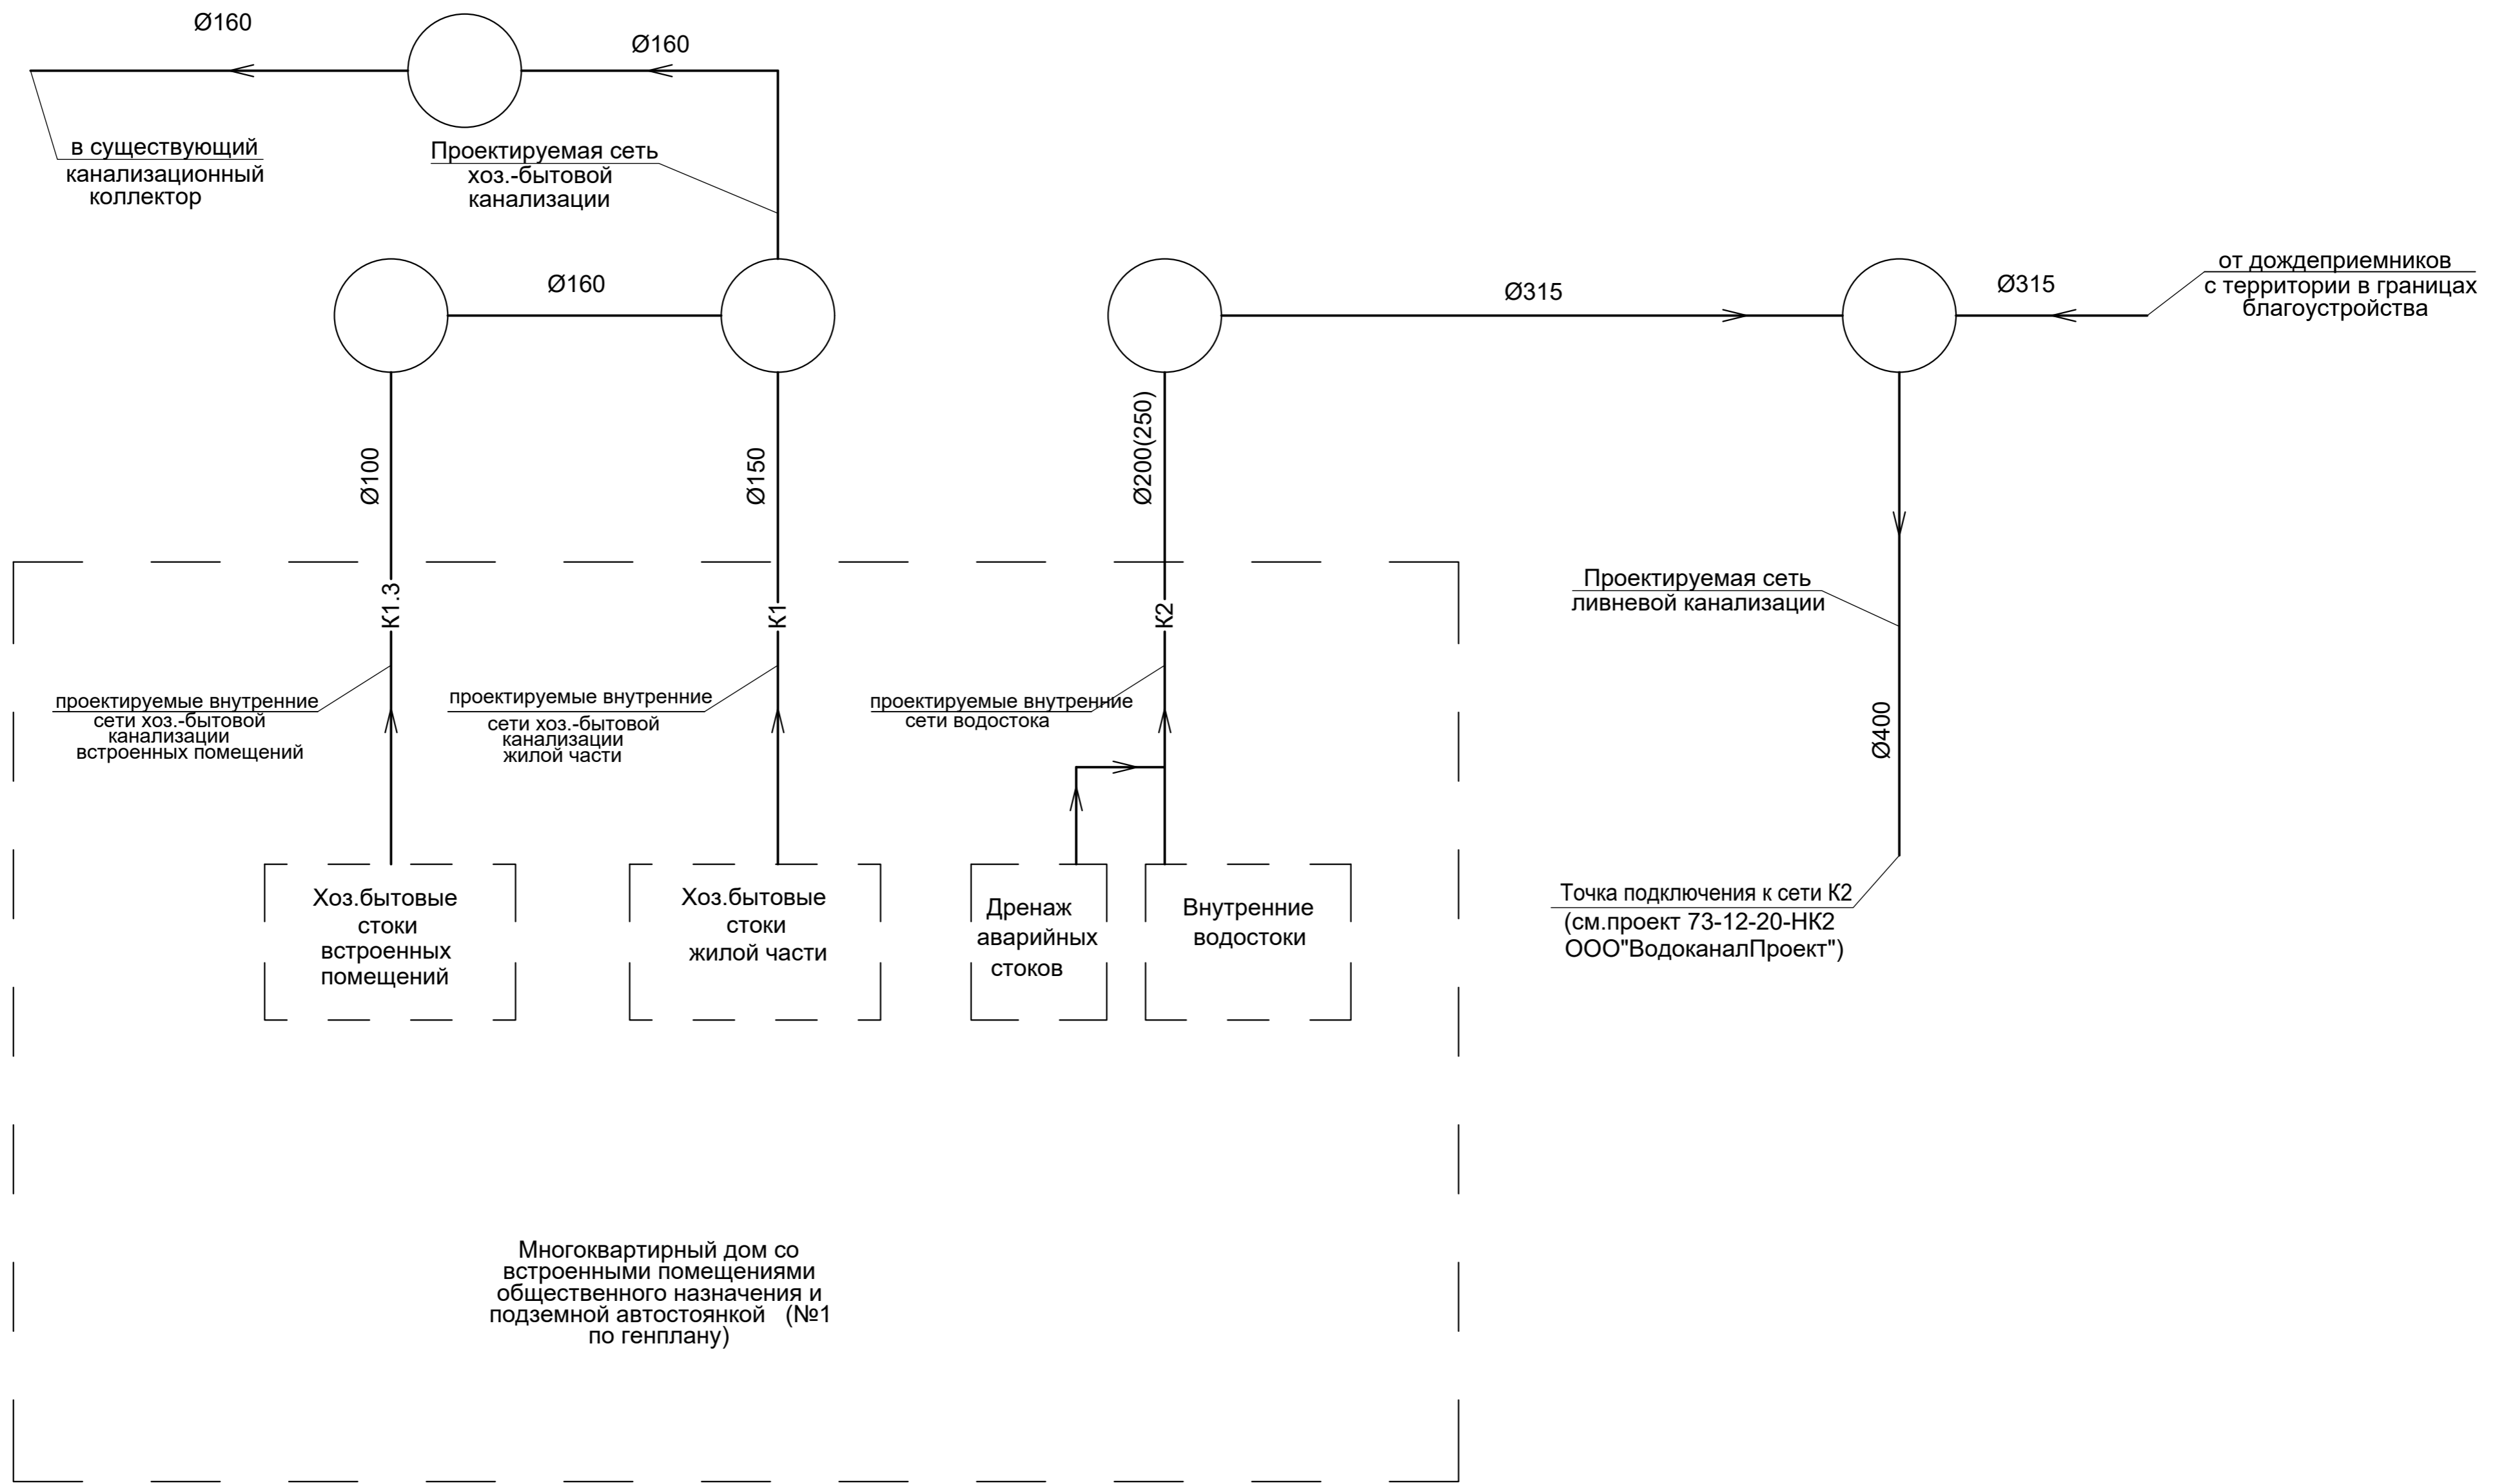 Ø160
Ø160
в существующий
канализационный
коллектор
Проектируемая сеть
хоз.-бытовой
канализации
Ø160
Ø315
Ø315
от дождеприемников
с территории в границах
благоустройства
Ø100
Ø150
Ø200(250)
К1.3
К1
К2
Проектируемая сеть
ливневой канализации
проектируемые внутренние
сети хоз.-бытовой
канализации
встроенных помещений
проектируемые внутренние
сети хоз.-бытовой
канализации
жилой части
проектируемые внутренние
сети водостока
Ø400
Хоз.бытовые
стоки
встроенных
помещений
Хоз.бытовые
стоки
жилой части
Дренаж
аварийных
стоков
Внутренние
водостоки
Точка подключения к сети К2
(см.проект 73-12-20-НК2
ООО"ВодоканалПроект")
Многоквартирный дом со
встроенными помещениями
общественного назначения и
подземной автостоянкой (№1
по генплану)